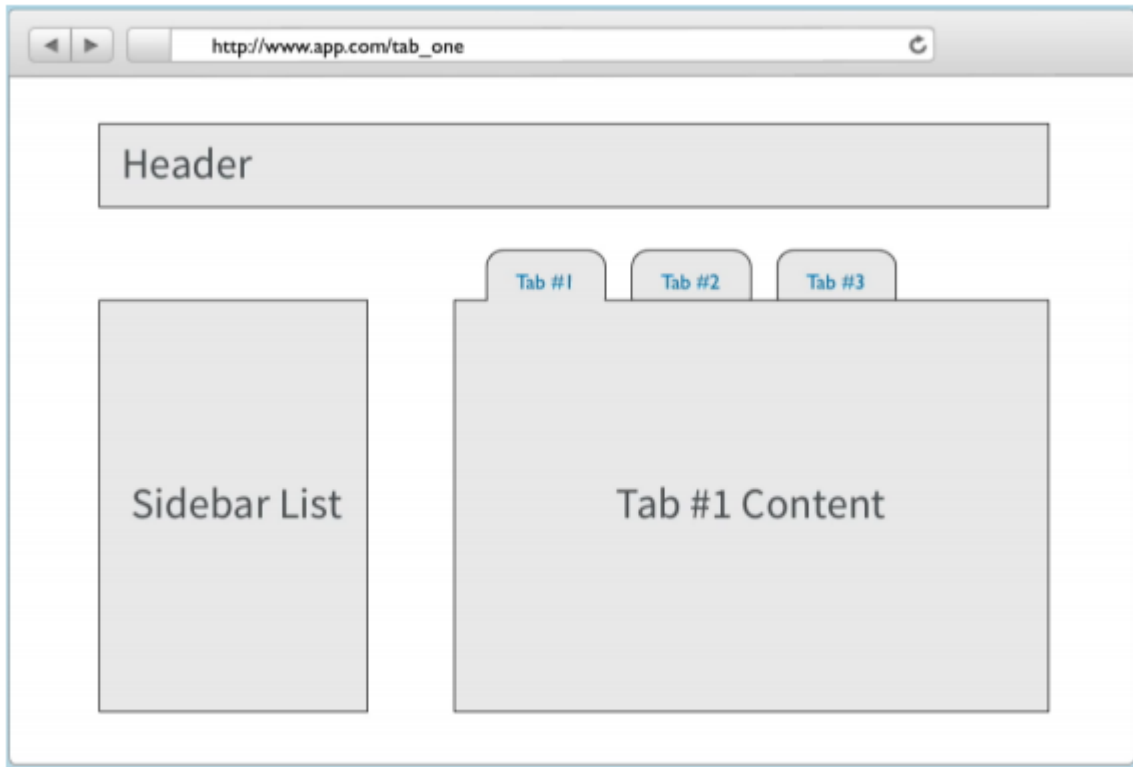 http://www.app.com/tab_one
Header
Tab #1 Tab #2 Tab #3
Sidebar List
Tab #1 Content